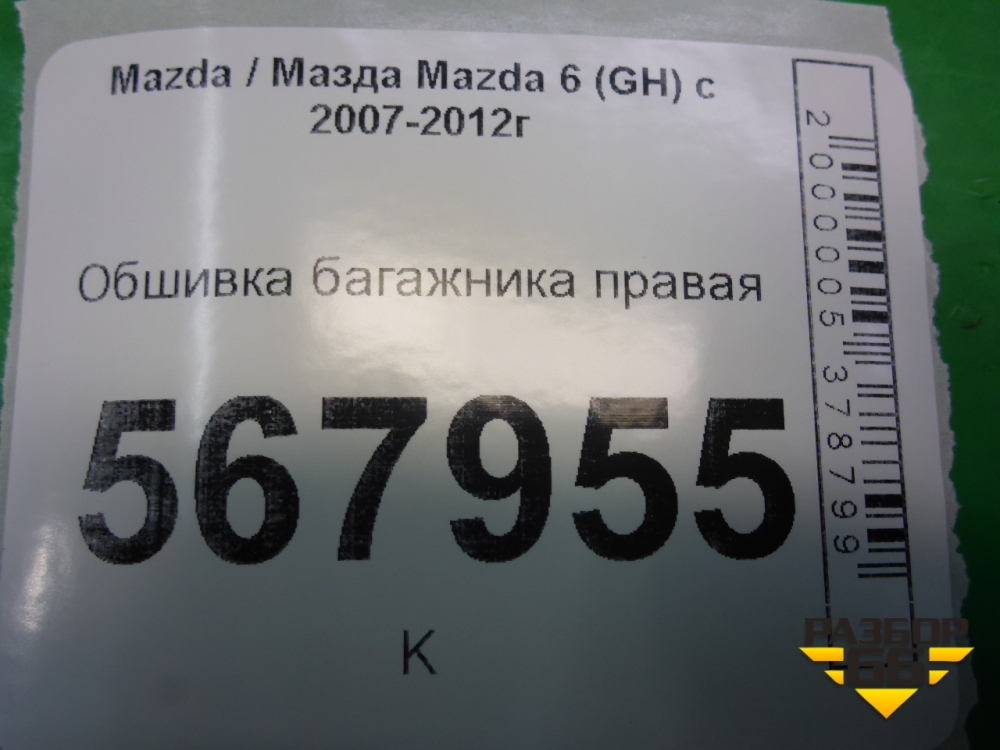 Mazda / Мазда Mazda 6 (GH) с
2007-2012г
Обшивка багажника правая
567955
К
2000005378799
РАЗБОР
66